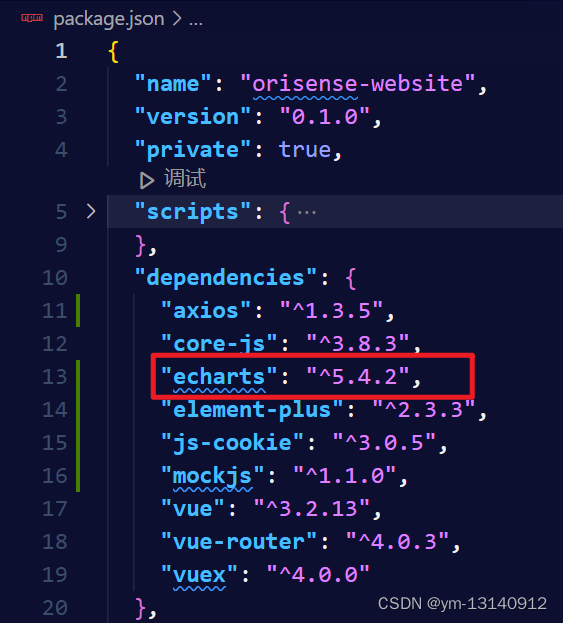 package.json > ...
1 {
2 "name": "orisense-website",
3 "version": "0.1.0",
4 "private": true,
调试
5 "scripts": { ...
9 },
10 "dependencies": {
11 "axios": "^1.3.5",
12 "core-js": "^3.8.3",
13 "echarts": "^5.4.2",
14 "element-plus": "^2.3.3",
15 "js-cookie": "^3.0.5",
16 "mockjs": "^1.1.0",
17 "vue": "^3.2.13",
18 "vue-router": "^4.0.3",
19 "vuex": "^4.0.0"
20 },
CSDN @ym-13140912